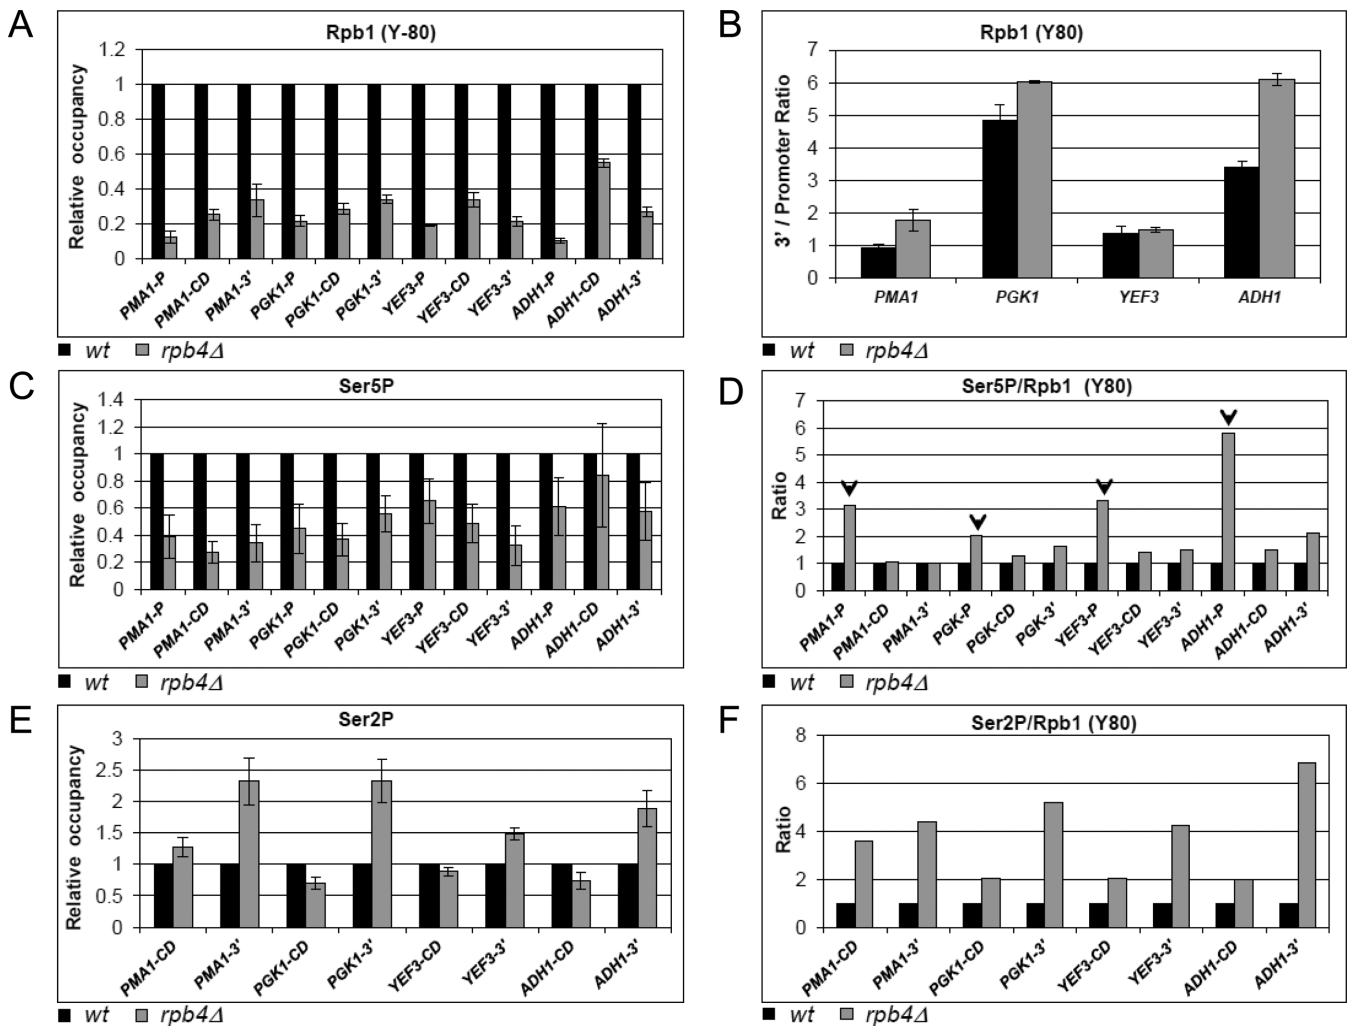 A
Rpb1 (Y-80)
Relative occupancy
1.2
1
0.8
0.6
0.4
0.2
0
PMA1-P
PMA1-CD
PMA1-3'
PGK1-P
PGK1-CD
PGK1-3'
YEF3-P
YEF3-CD
YEF3-3'
ADH1-P
ADH1-CD
ADH1-3'
wt rpb4Δ
B
Rpb1 (Y80)
3' / Promoter Ratio
7
6
5
4
3
2
1
0
PMA1 PGK1 YEF3 ADH1
wt rpb4Δ
C
Ser5P
Relative occupancy
1.4
1.2
1
0.8
0.6
0.4
0.2
0
PMA1-P
PMA1-CD
PMA1-3'
PGK1-P
PGK1-CD
PGK1-3'
YEF3-P
YEF3-CD
YEF3-3'
ADH1-P
ADH1-CD
ADH1-3'
wt rpb4Δ
D
Ser5P/Rpb1 (Y80)
Ratio
7
6
5
4
3
2
1
0
PMA1-P
PMA1-CD
PMA1-3'
PGK-P
PGK-CD
PGK-3'
YEF3-P
YEF3-CD
YEF3-3'
ADH1-P
ADH1-CD
ADH1-3'
wt rpb4Δ
E
Ser2P
Relative occupancy
3
2.5
2
1.5
1
0.5
0
PMA1-CD
PMA1-3'
PGK1-CD
PGK1-3'
YEF3-CD
YEF3-3'
ADH1-CD
ADH1-3'
wt rpb4Δ
F
Ser2P/Rpb1 (Y80)
Ratio
8
6
4
2
0
PMA1-CD
PMA1-3'
PGK1-CD
PGK1-3'
YEF3-CD
YEF3-3'
ADH1-CD
ADH1-3'
wt rpb4Δ